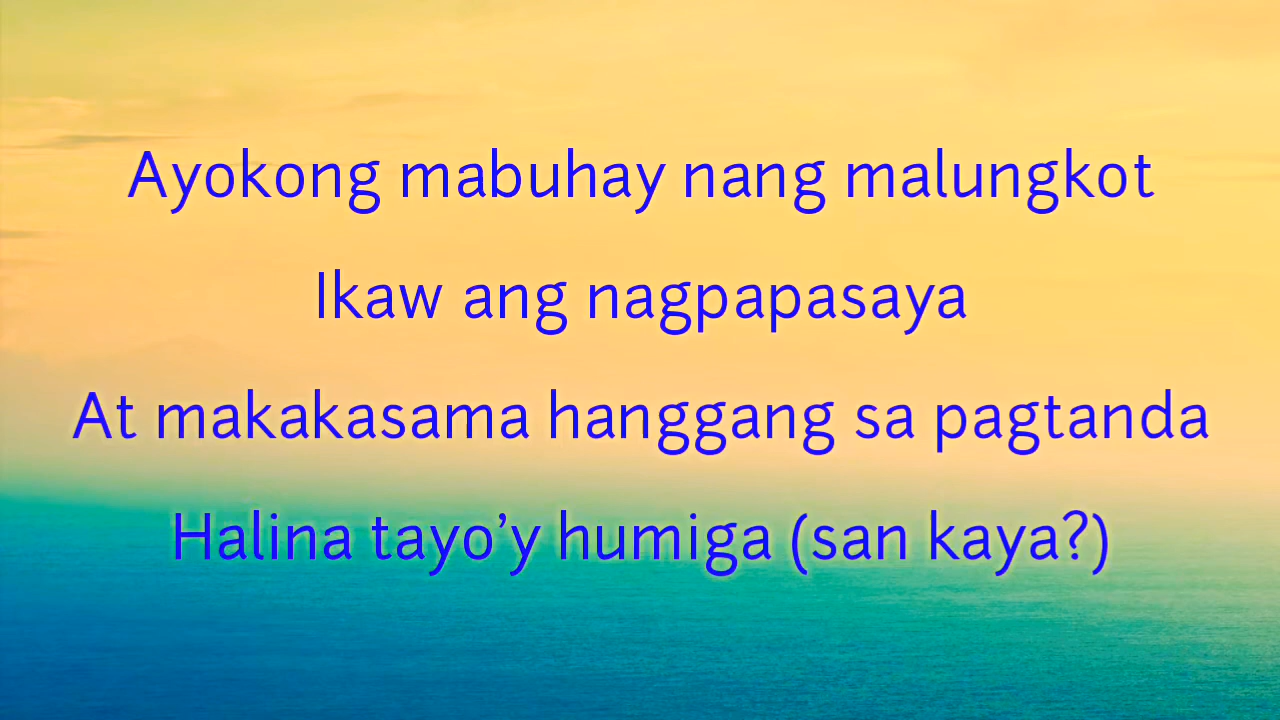 Ayokong mabuhay nang malungkot
Ikaw ang nagpapasaya
At makakasama hanggang sa pagtanda
Halina tayo’y humiga (san kaya?)